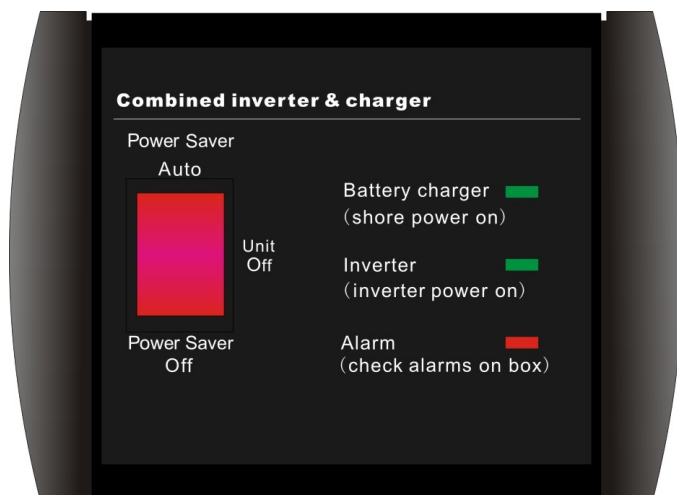 Combined inverter & charger
Power Saver
Auto
Unit
Off
Power Saver
Off
Battery charger
（shore power on）
Inverter
（inverter power on）
Alarm
（check alarms on box）